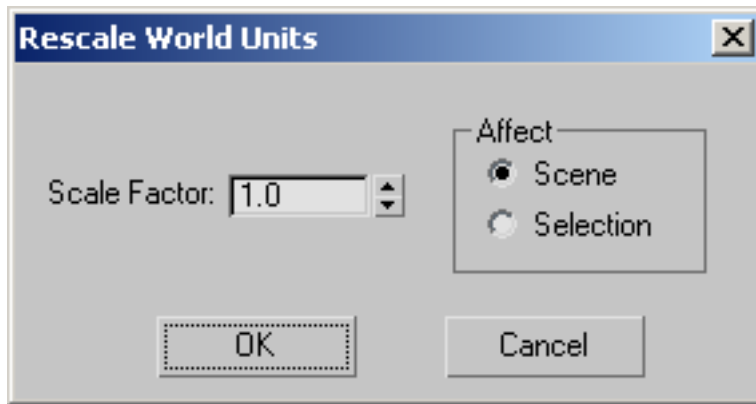 Rescale World Units
Affect
Scene
Scale Factor: 1.0
Selection
OK Cancel